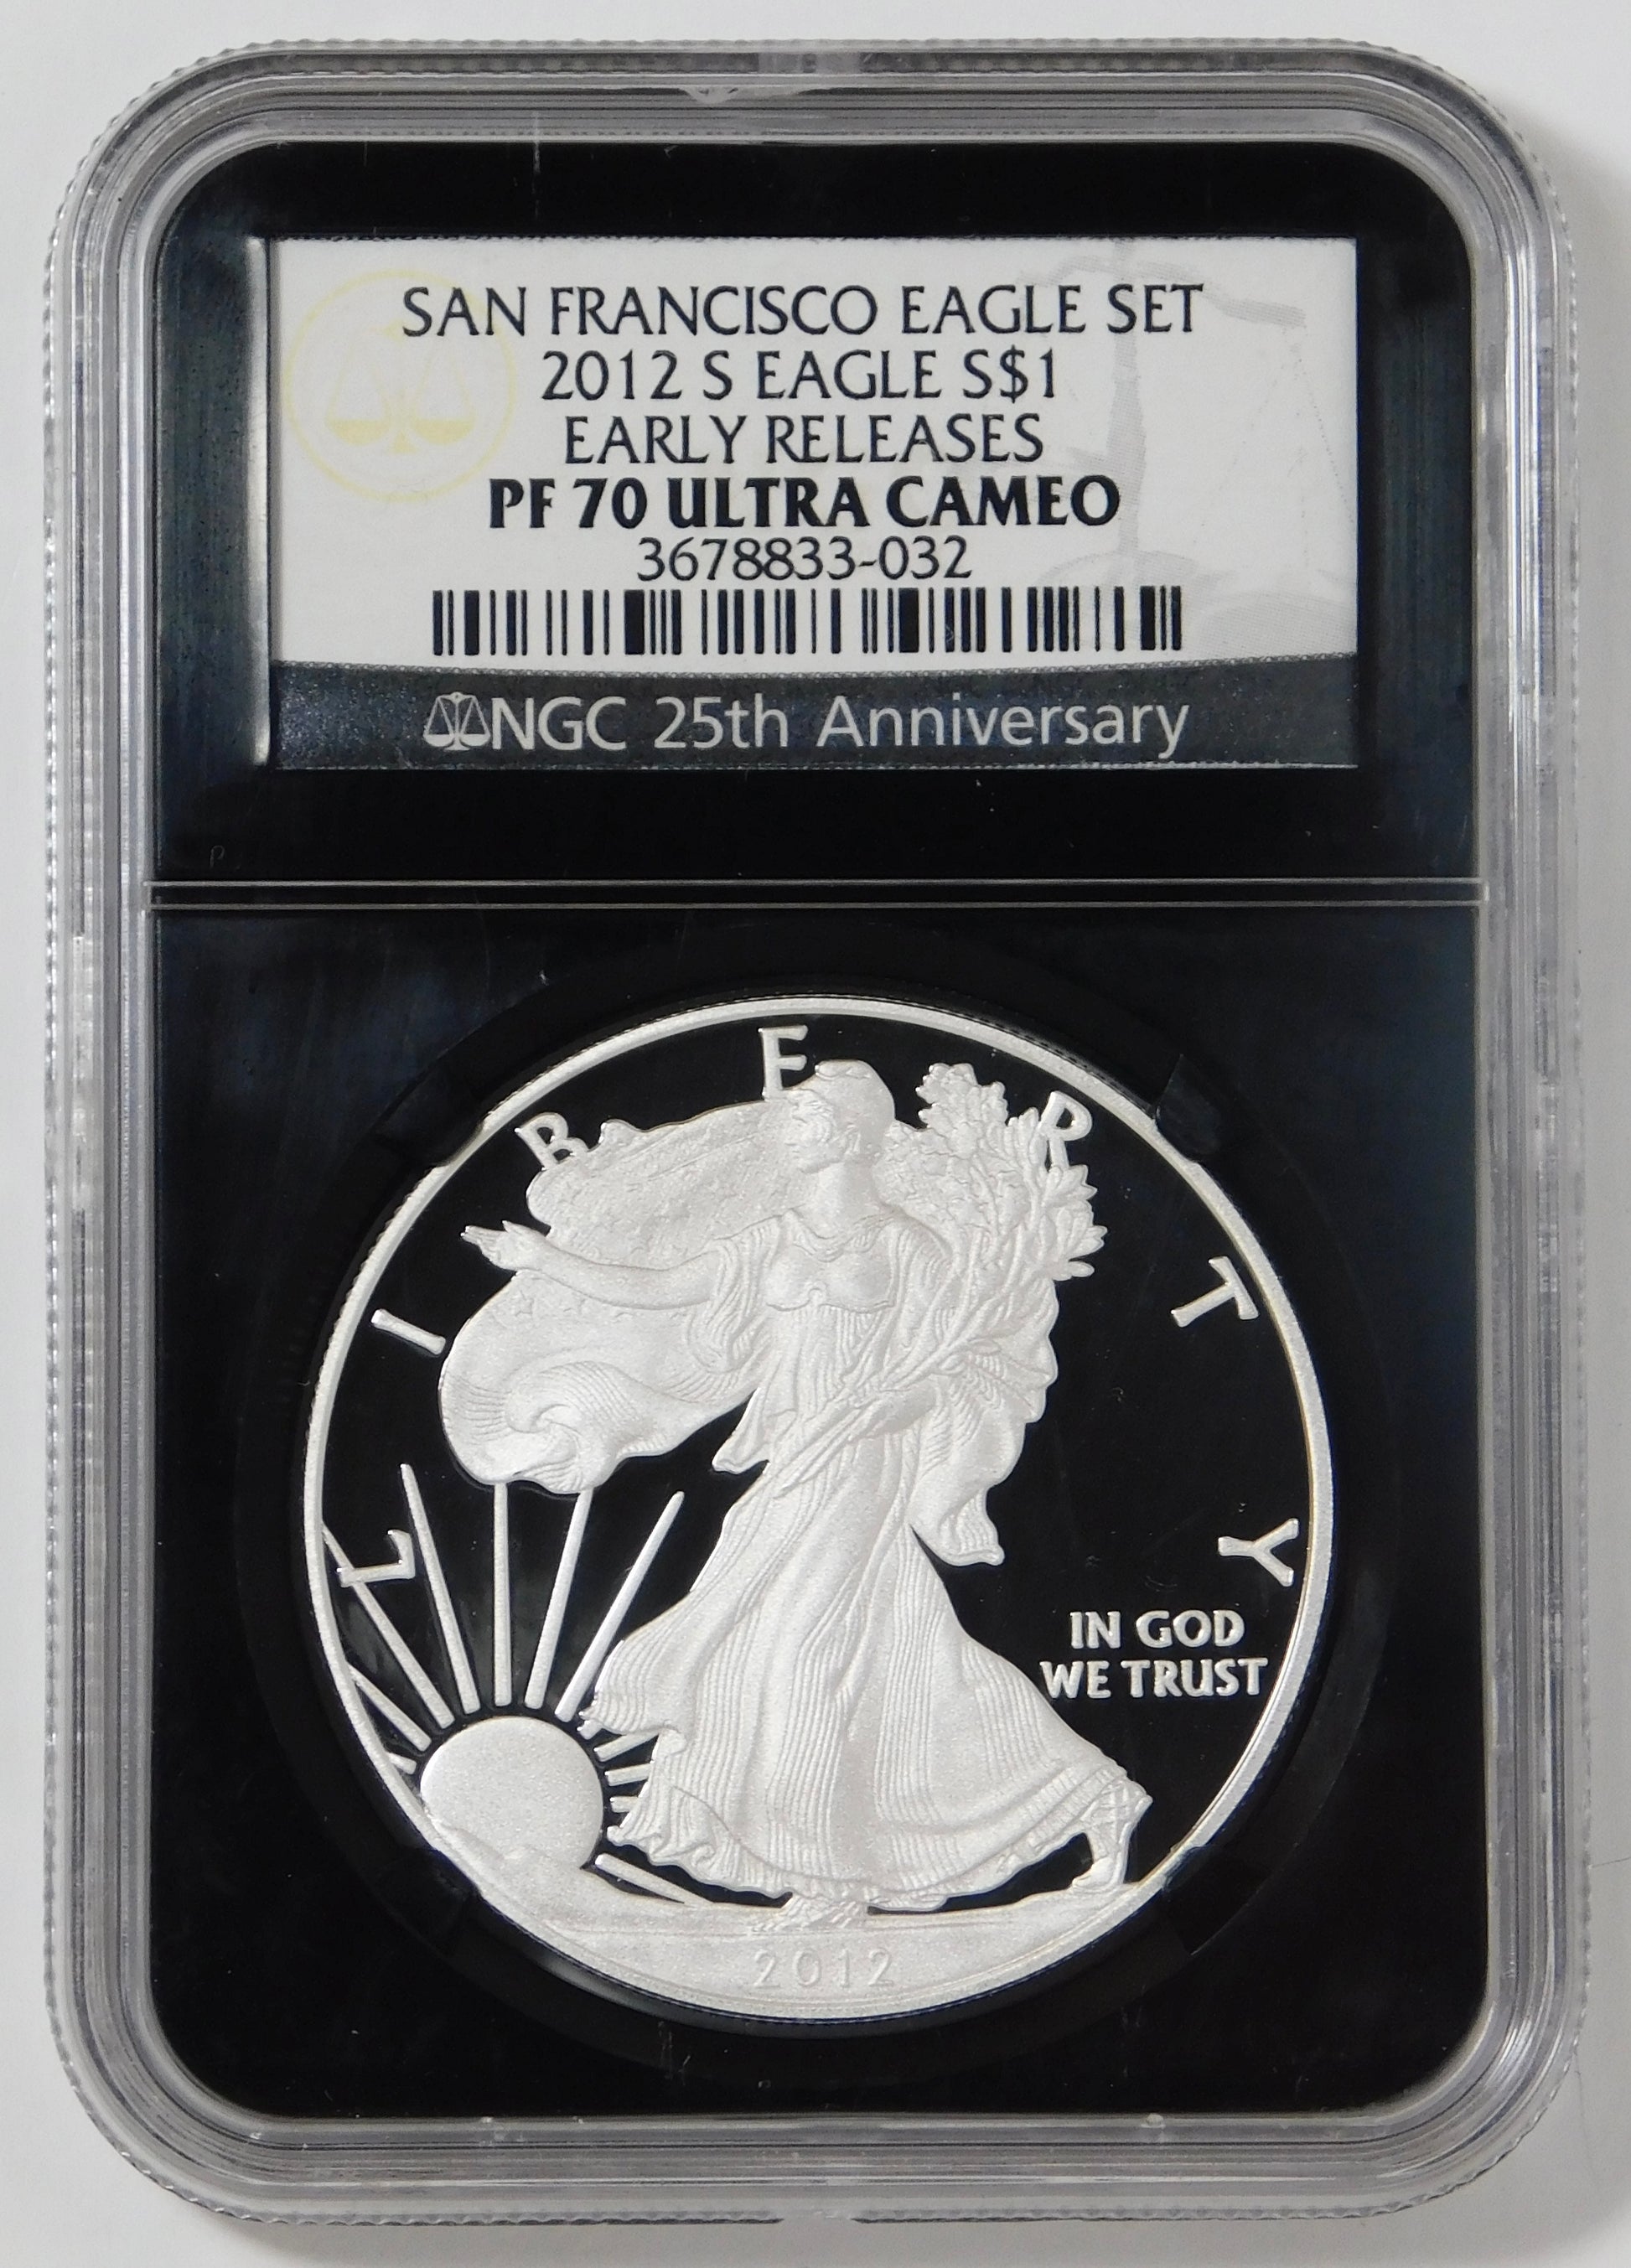 SAN FRANCISCO EAGLE SET
2012 S EAGLE S$1
EARLY RELEASES
PF 70 ULTRA CAMEO
3678833-032
NGC 25th Anniversary
P
LIBERTY
IN GOD
WE TRUST
2012